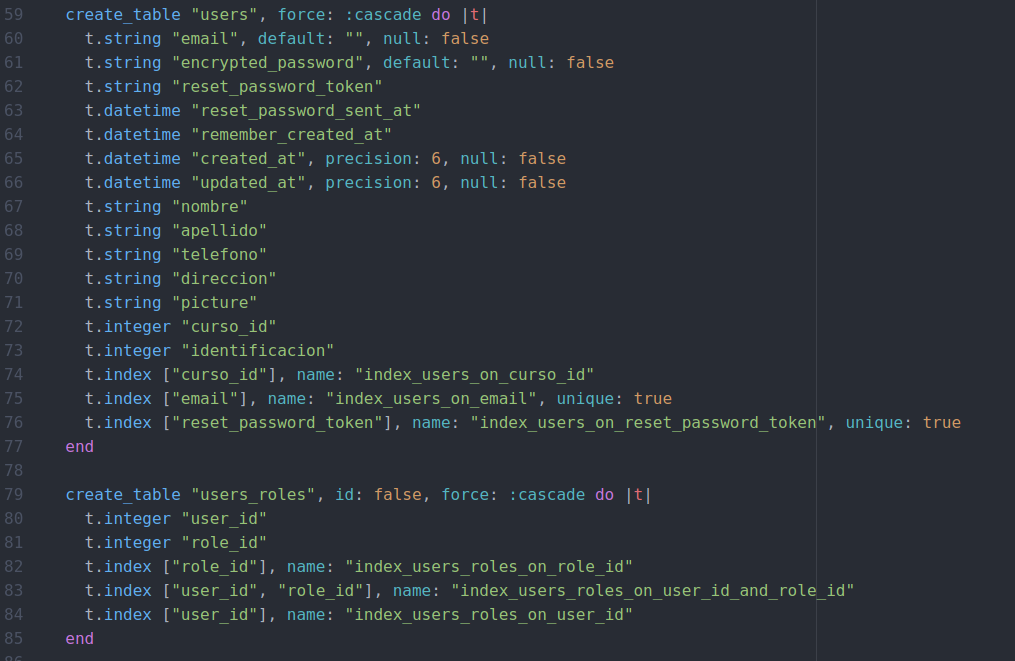 59 create_table "users", force: :cascade do |t|
60 t.string "email", default: "", null: false
61 t.string "encrypted_password", default: "", null: false
62 t.string "reset_password_token"
63 t.datetime "reset_password_sent_at"
64 t.datetime "remember_created_at"
65 t.datetime "created_at", precision: 6, null: false
66 t.datetime "updated_at", precision: 6, null: false
67 t.string "nombre"
68 t.string "apellido"
69 t.string "telefono"
70 t.string "direccion"
71 t.string "picture"
72 t.integer "curso_id"
73 t.integer "identificacion"
74 t.index ["curso_id"], name: "index_users_on_curso_id"
75 t.index ["email"], name: "index_users_on_email", unique: true
76 t.index ["reset_password_token"], name: "index_users_on_reset_password_token", unique: true
77 end
78
79 create_table "users_roles", id: false, force: :cascade do |t|
80 t.integer "user_id"
81 t.integer "role_id"
82 t.index ["role_id"], name: "index_users_roles_on_role_id"
83 t.index ["user_id", "role_id"], name: "index_users_roles_on_user_id_and_role_id"
84 t.index ["user_id"], name: "index_users_roles_on_user_id"
85 end
86